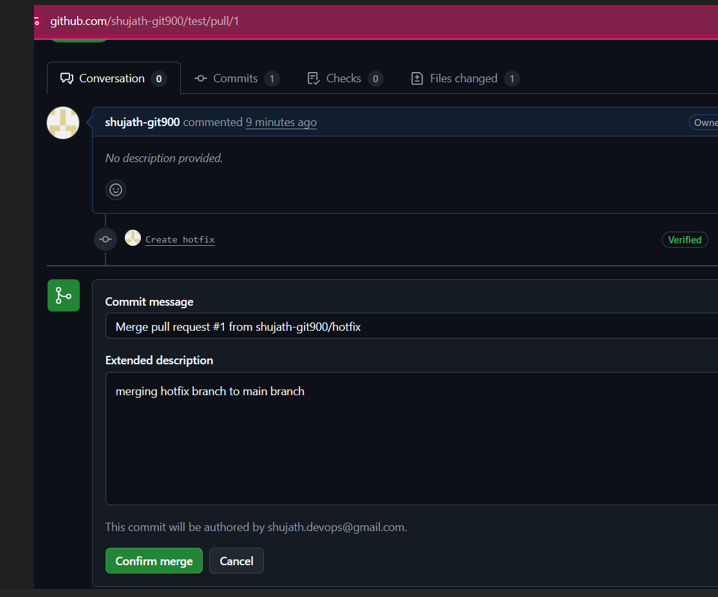 github.com/shujath-git900/test/pull/1
Conversation 0 Commits 1 Checks 0 Files changed 1
shujath-git900 commented 9 minutes ago
No description provided.
Create hotfix Verified
Commit message
Merge pull request #1 from shujath-git900/hotfix
Extended description
merging hotfix branch to main branch
This commit will be authored by shujath.devops@gmail.com.
Confirm merge Cancel